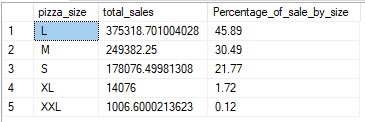 pizza_size total_sales Percentage_of_sale_by_size
1 L 375318.701004028 45.89
2 M 249382.25 30.49
3 S 178076.49981308 21.77
4 XL 14076 1.72
5 XXL 1006.6000213623 0.12